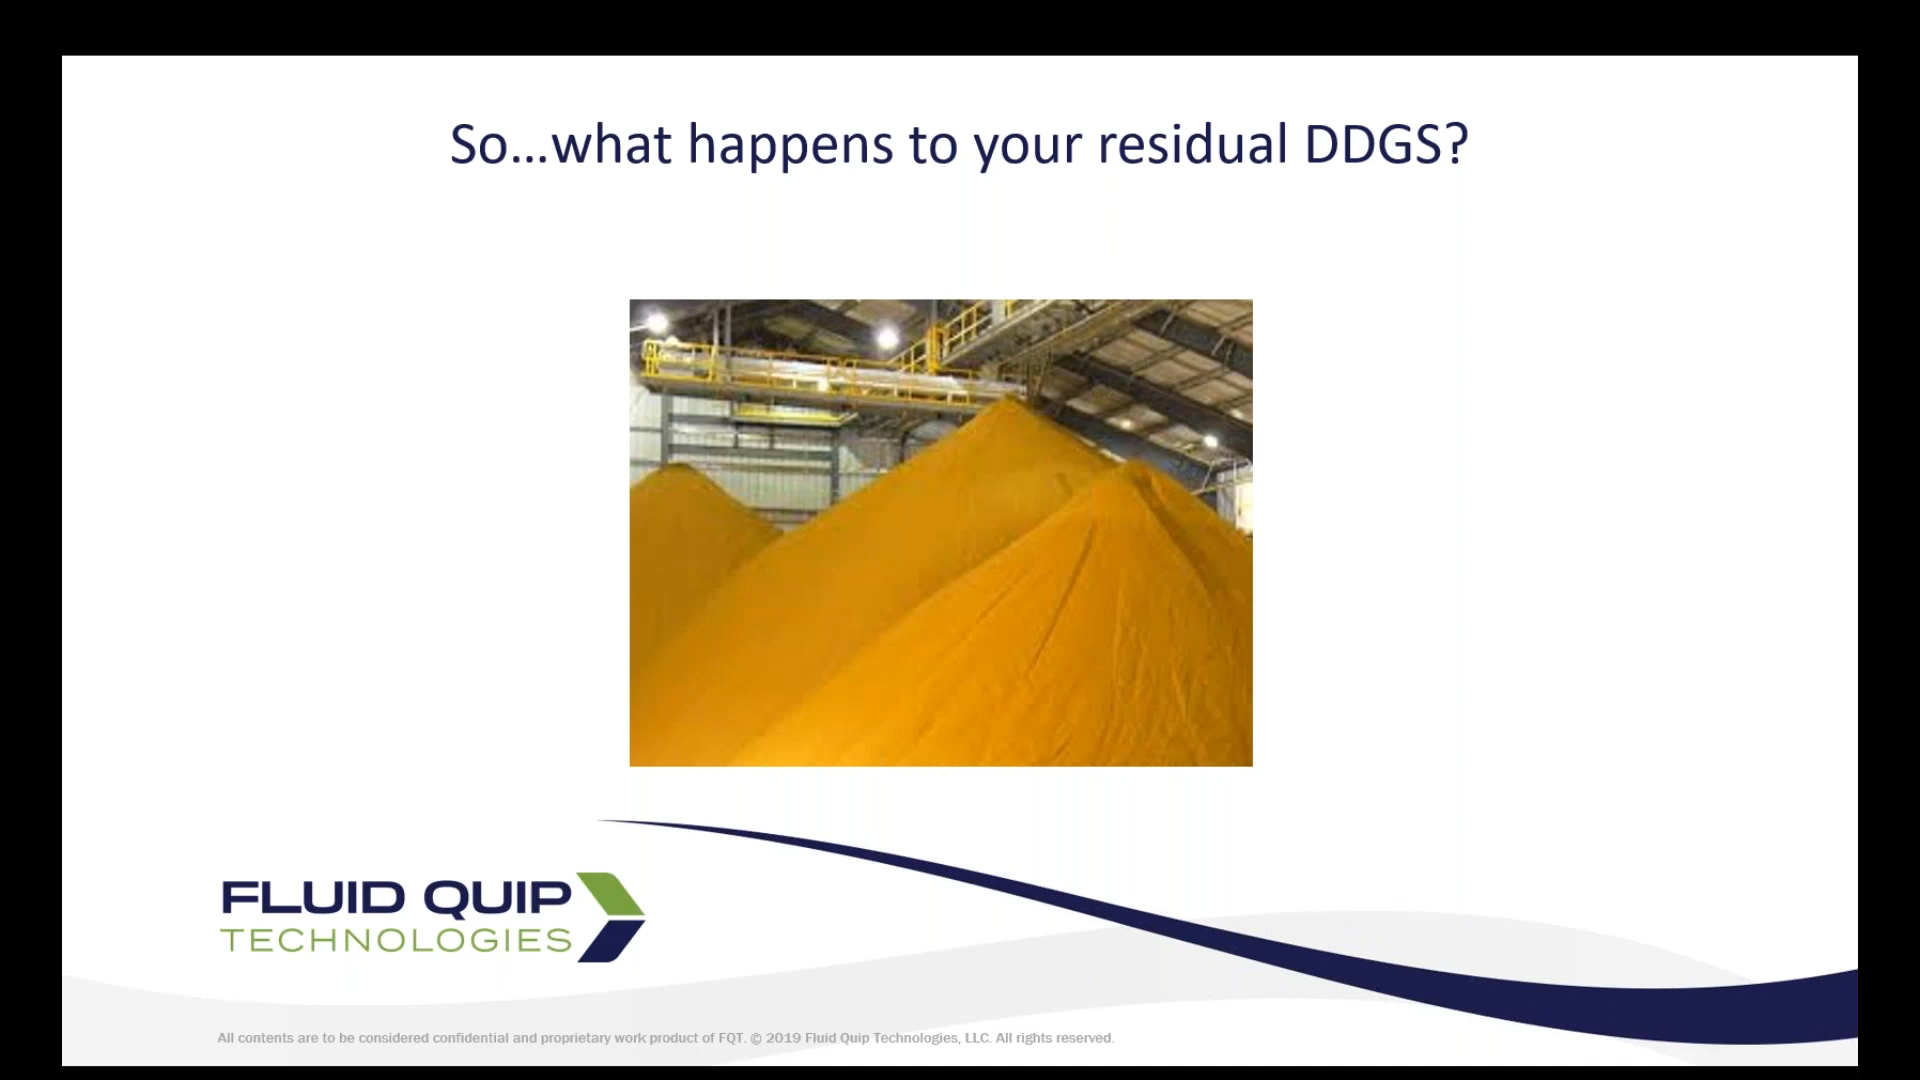 So...what happens to your residual DDGS?
FLUID QUIP
TECHNOLOGIES
All contents are to be considered confidential and proprietary work product of FQT. © 2019 Fluid Quip Technologies, LLC. All rights reserved.